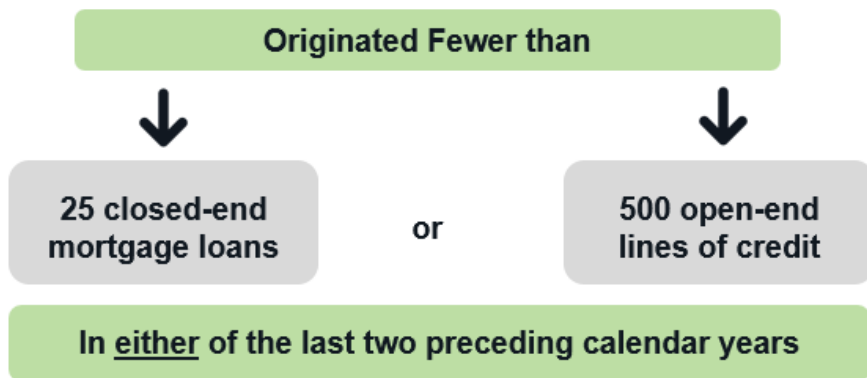 Originated Fewer than
25 closed-end
mortgage loans
or
500 open-end
lines of credit
In either of the last two preceding calendar years